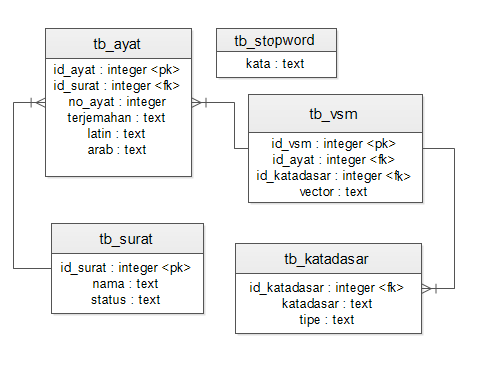 tb_ayat
id_ayat : integer <pk>
id_surat : integer <fk>
no_ayat : integer
terjemahan : text
latin : text
arab : text
tb_stopword
kata : text
tb_vsm
id_vsm : integer <pk>
id_ayat : integer <fk>
id_katadasar : integer <fk>
vector : text
tb_surat
id_surat : integer <pk>
nama : text
status : text
tb_katadasar
id_katadasar : integer <fk>
katadasar : text
tipe : text